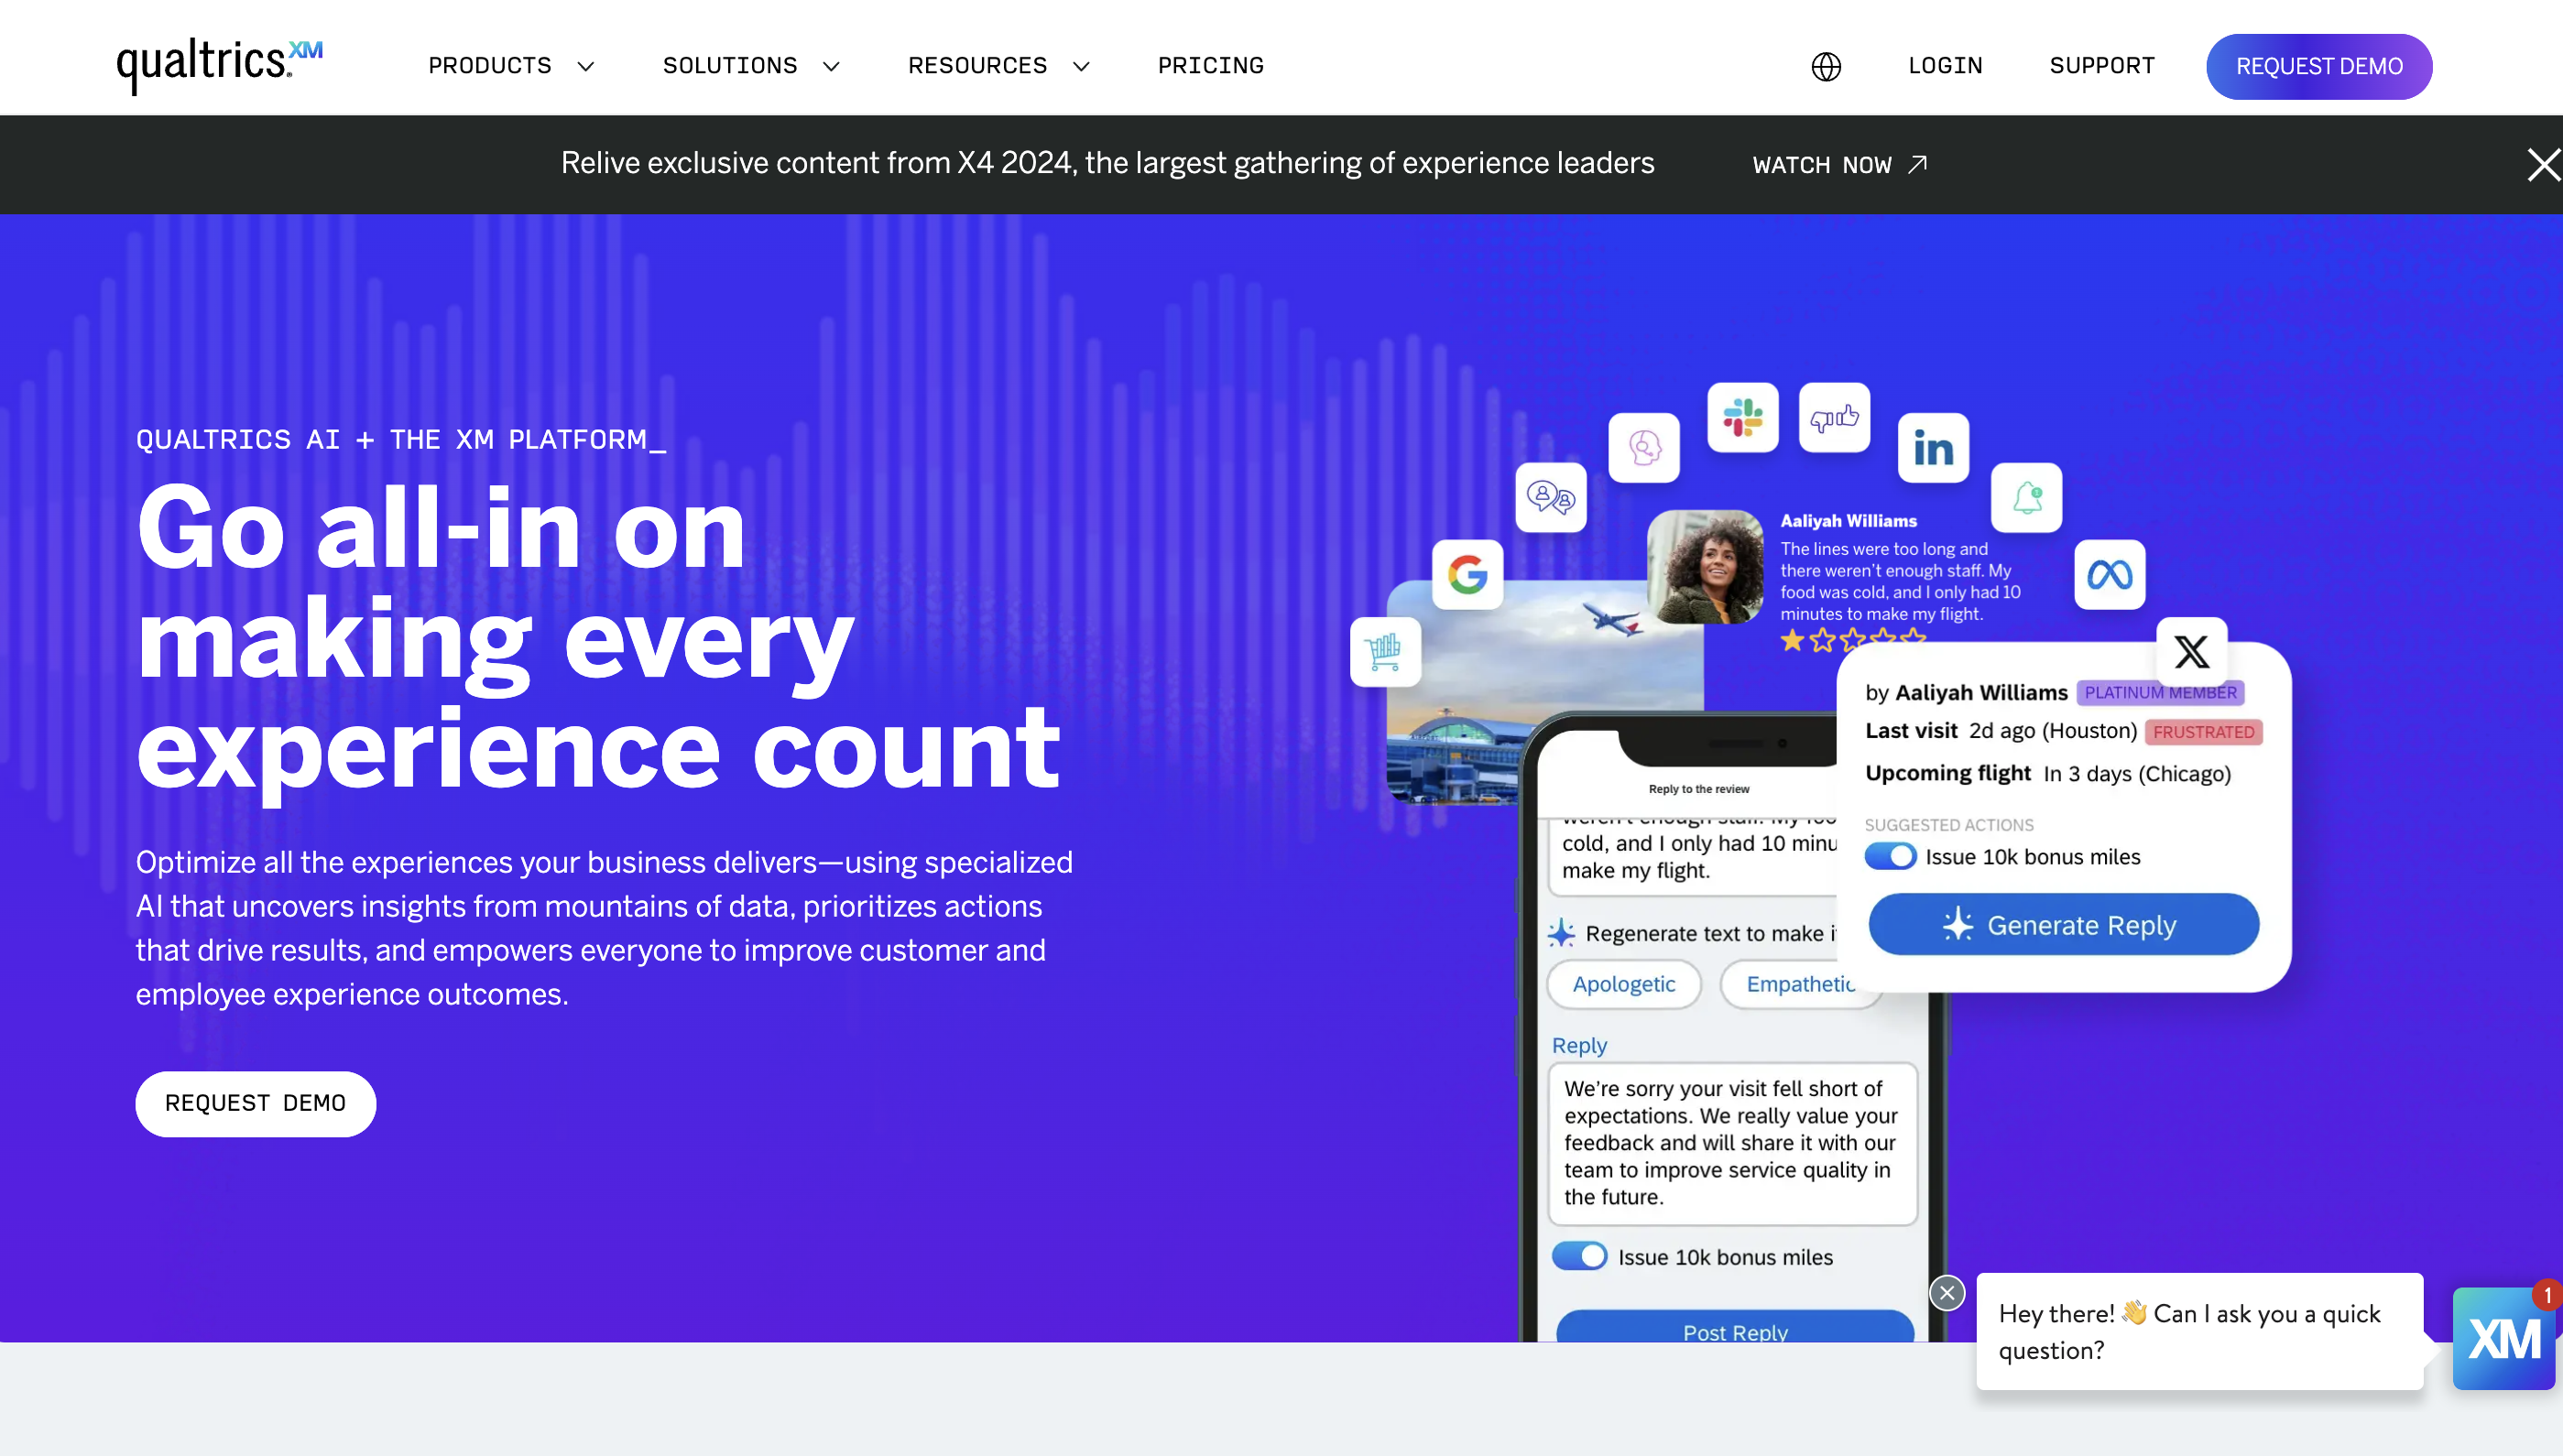 qualtrics.XM
PRODUCTS
SOLUTIONS
RESOURCES
PRICING
LOGIN
SUPPORT
REQUEST DEMO
Relive exclusive content from X4 2024, the largest gathering of experience leaders
WATCH NOW
QUALTRICS AI + THE XM PLATFORM_
Go all-in on
making every
experience count
Optimize all the experiences your business delivers—using specialized
AI that uncovers insights from mountains of data, prioritizes actions
that drive results, and empowers everyone to improve customer and
employee experience outcomes.
REQUEST DEMO
in
G
X
Aaliyah Williams
The lines were too long and
there weren't enough staff. My
food was cold, and I only had 10
minutes to make my flight.
by Aaliyah Williams PLATINUM MEMBER
Last visit 2d ago (Houston) FRUSTRATED
Upcoming flight In 3 days (Chicago)
SUGGESTED ACTIONS
Issue 10k bonus miles
Generate Reply
Reply to the review
weren't enough staff. My foo
cold, and I only had 10 minu
make my flight.
Regenerate text to make i
Apologetic
Empathetic
Reply
We're sorry your visit fell short of
expectations. We really value your
feedback and will share it with our
team to improve service quality in
the future.
Issue 10k bonus miles
Post Reply
Hey there! 👋 Can I ask you a quick
question?
XM
1